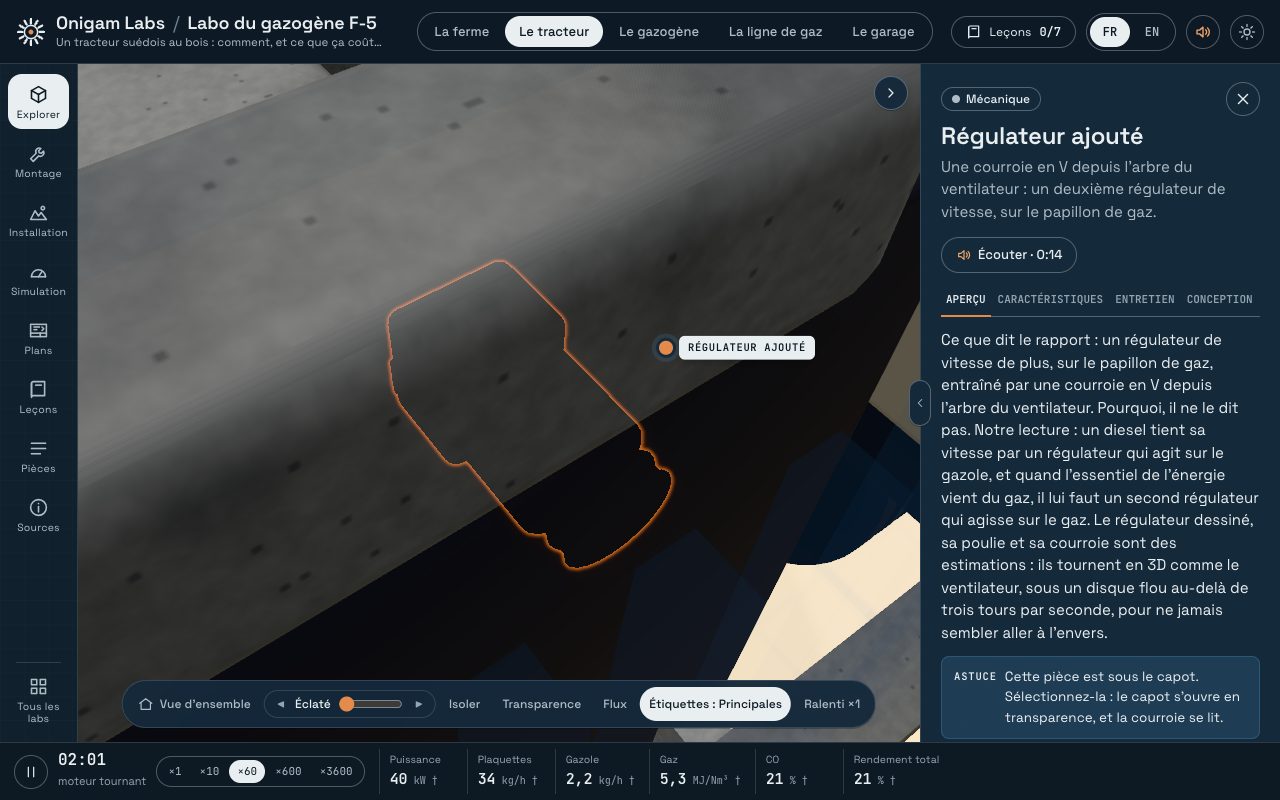 Onigam Labs / Labo du gazogène F-5
Un tracteur suédois au bois : comment, et ce que ça coût...
La ferme
Le tracteur
Le gazogène
La ligne de gaz
Le garage
Leçons 0/7
FR
EN
Explorer
Montage
Installation
Simulation
Plans
Leçons
Pièces
Sources
Tous les
labs
RÉGULATEUR AJOUTÉ
Mécanique
Régulateur ajouté
Une courroie en V depuis l'arbre du
ventilateur : un deuxième régulateur de
vitesse, sur le papillon de gaz.
Écouter · 0:14
APERÇU
CARACTÉRISTIQUES
ENTRETIEN
CONCEPTION
Ce que dit le rapport : un régulateur de
vitesse de plus, sur le papillon de gaz,
entraîné par une courroie en V depuis
l'arbre du ventilateur. Pourquoi, il ne le dit
pas. Notre lecture : un diesel tient sa
vitesse par un régulateur qui agit sur le
gazole, et quand l'essentiel de l'énergie
vient du gaz, il lui faut un second régulateur
qui agisse sur le gaz. Le régulateur dessiné,
sa poulie et sa courroie sont des
estimations : ils tournent en 3D comme le
ventilateur, sous un disque flou au-delà de
trois tours par seconde, pour ne jamais
sembler aller à l'envers.
ASTUCE Cette pièce est sous le capot.
Sélectionnez-la : le capot s'ouvre en
transparence, et la courroie se lit.
Vue d'ensemble
◄ Éclaté ►
Isoler
Transparence
Flux
Étiquettes : Principales
Ralenti ×1
02:01
moteur tournant
×1
×10
×60
×600
×3600
Puissance
40 kW †
Plaquettes
34 kg/h †
Gazole
2,2 kg/h †
Gaz
5,3 MJ/Nm³ †
CO
21 % †
Rendement total
21 % †